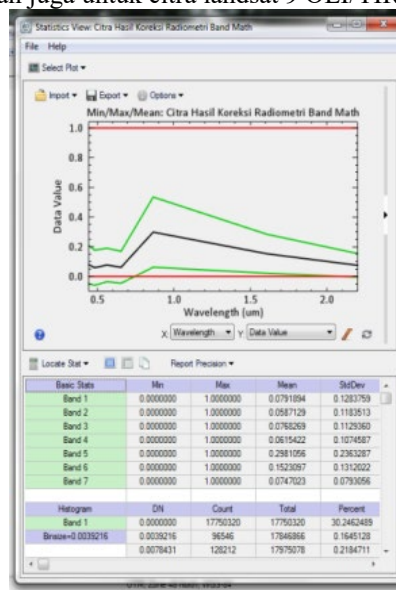 jaga untuk citra landsat 9 OLI/TI
Statistics View: Citra Hasil Koreksi Radiometri Band Math
File Help
Select Plot
Import Export Options
Min/Max/Mean: Citra Hasil Koreksi Radiometri Band Math
1.0
0.8
0.6
0.4
0.2
0.0
Data Value
0.5 1.0 1.5 2.0
Wavelength (um)
X: Wavelength Y: Data Value
Locate Stat Report Precision
Basic Stats Min Max Mean StdDev
Band 1 0.0000000 1.0000000 0.0791894 0.1283759
Band 2 0.0000000 1.0000000 0.0587129 0.1183513
Band 3 0.0000000 1.0000000 0.0768269 0.1129360
Band 4 0.0000000 1.0000000 0.0615422 0.1074587
Band 5 0.0000000 1.0000000 0.2981056 0.2363287
Band 6 0.0000000 1.0000000 0.1523097 0.1312022
Band 7 0.0000000 1.0000000 0.0747023 0.0793056
Histogram DN Count Total Percent
Band 1 0.0000000 17750320 17750320 30.2462489
Binsize=0.0039216 0.0039216 96546 17846866 0.1645128
0.0078431 128212 17975078 0.2184711